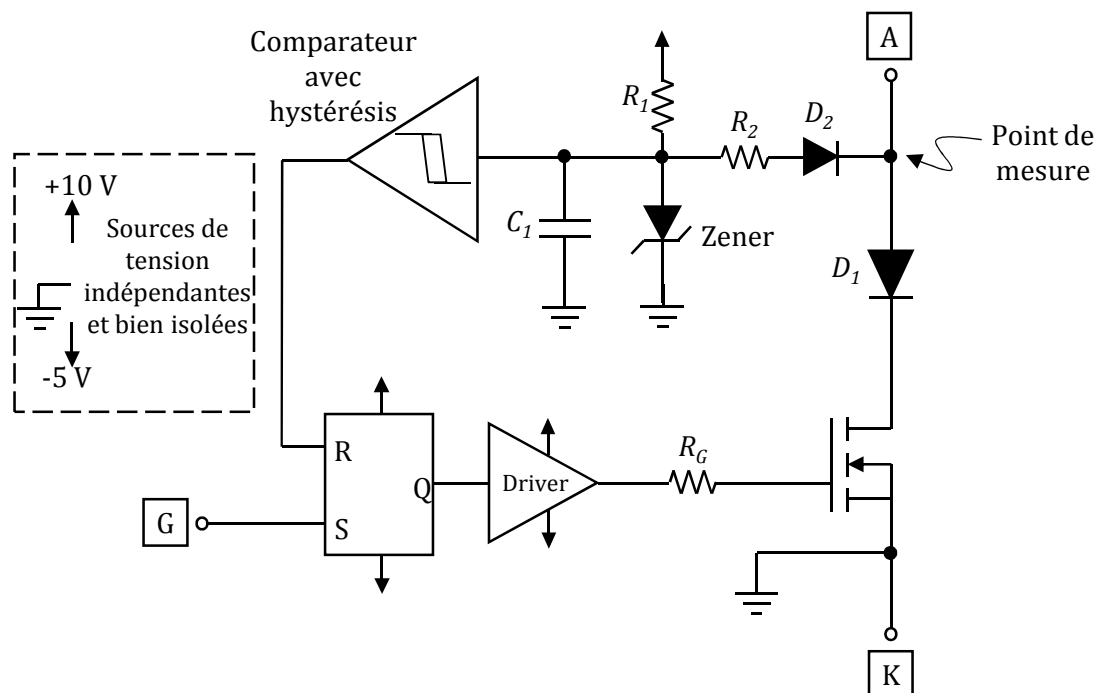 Comparateur
avec
hystérésis
A
R1
R2
D2
Point de
mesure
+10 V
Sources de
tension
indépendantes
et bien isolées
-5 V
C1
Zener
D1
R
Q
S
G
Driver
RG
K